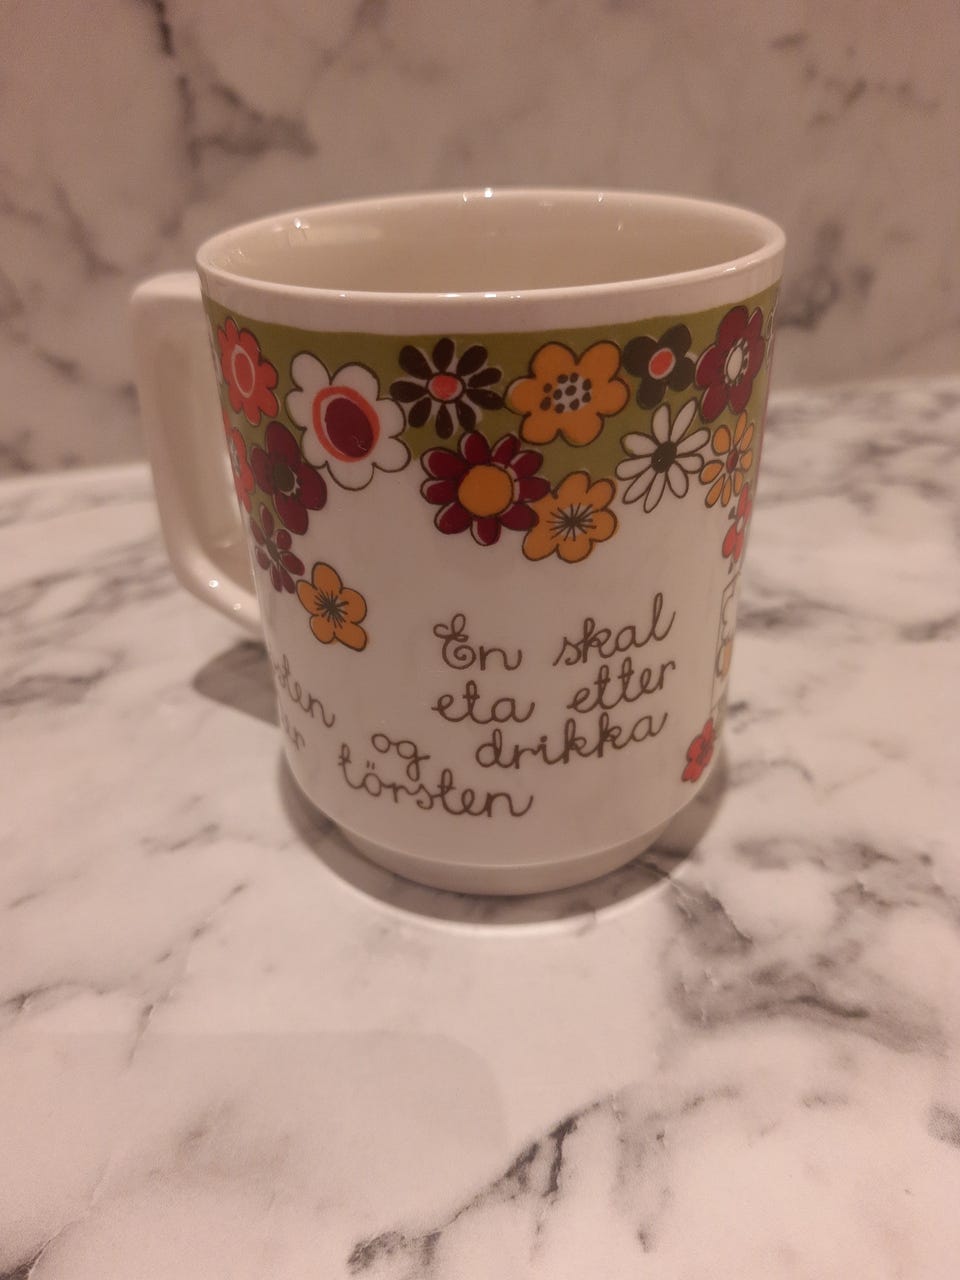 En skal
eta etter
og drikka
törsten